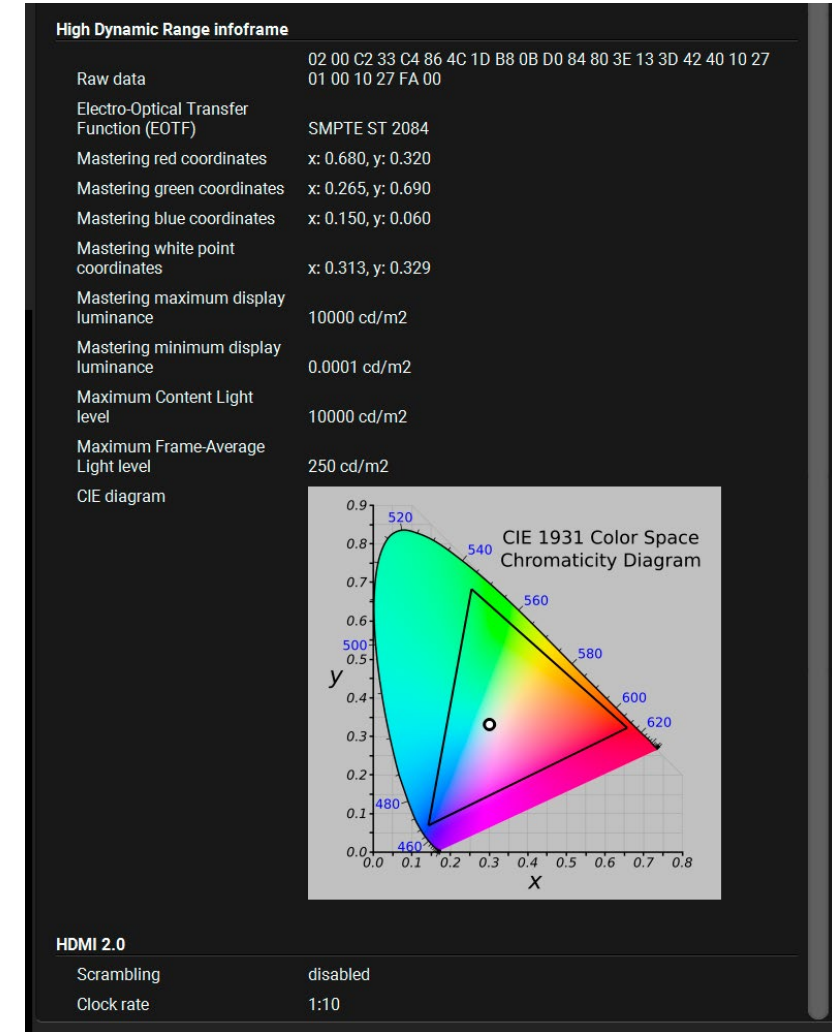 High Dynamic Range infoframe
Raw data
02 00 C2 33 C4 86 4C 1D B8 0B D0 84 80 3E 13 3D 42 40 10 27
01 00 10 27 FA 00
Electro-Optical Transfer
Function (EOTF)
SMPTE ST 2084
Mastering red coordinates
x: 0.680, y: 0.320
Mastering green coordinates
x: 0.265, y: 0.690
Mastering blue coordinates
x: 0.150, y: 0.060
Mastering white point
coordinates
x: 0.313, y: 0.329
Mastering maximum display
luminance
10000 cd/m2
Mastering minimum display
luminance
0.0001 cd/m2
Maximum Content Light
level
10000 cd/m2
Maximum Frame-Average
Light level
250 cd/m2
CIE diagram
CIE 1931 Color Space
Chromaticity Diagram
0.9
0.8
0.7
0.6
0.5
0.4
0.3
0.2
0.1
0.0
y
460
480
500
520
540
560
580
600
620
0.0 0.1 0.2 0.3 0.4 0.5 0.6 0.7 0.8
x
HDMI 2.0
Scrambling
disabled
Clock rate
1:10